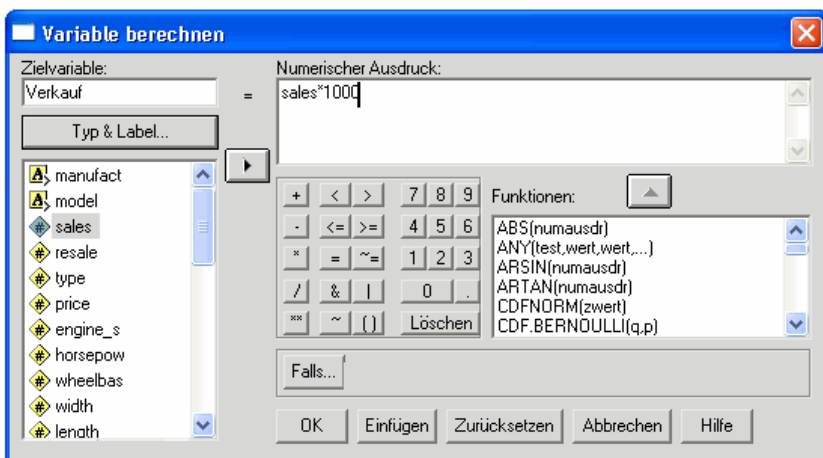 Variable berechnen
Zielvariable:
Verkauf
=
Numerischer Ausdruck:
sales*1000
Typ & Label...
manufact
model
sales
resale
type
price
engine_s
horsepow
wheelbas
width
length
+ < > 7 8 9
- <= >= 4 5 6
* = ~= 1 2 3
/ & | 0 .
** ~ () Löschen
Funktionen:
ABS(numausdr)
ANY(test,wert,wert,...)
ARSIN(numausdr)
ARTAN(numausdr)
CDFNORM(zwert)
CDF.BERNOULLI(q,p)
Falls...
OK Einfügen Zurücksetzen Abbrechen Hilfe